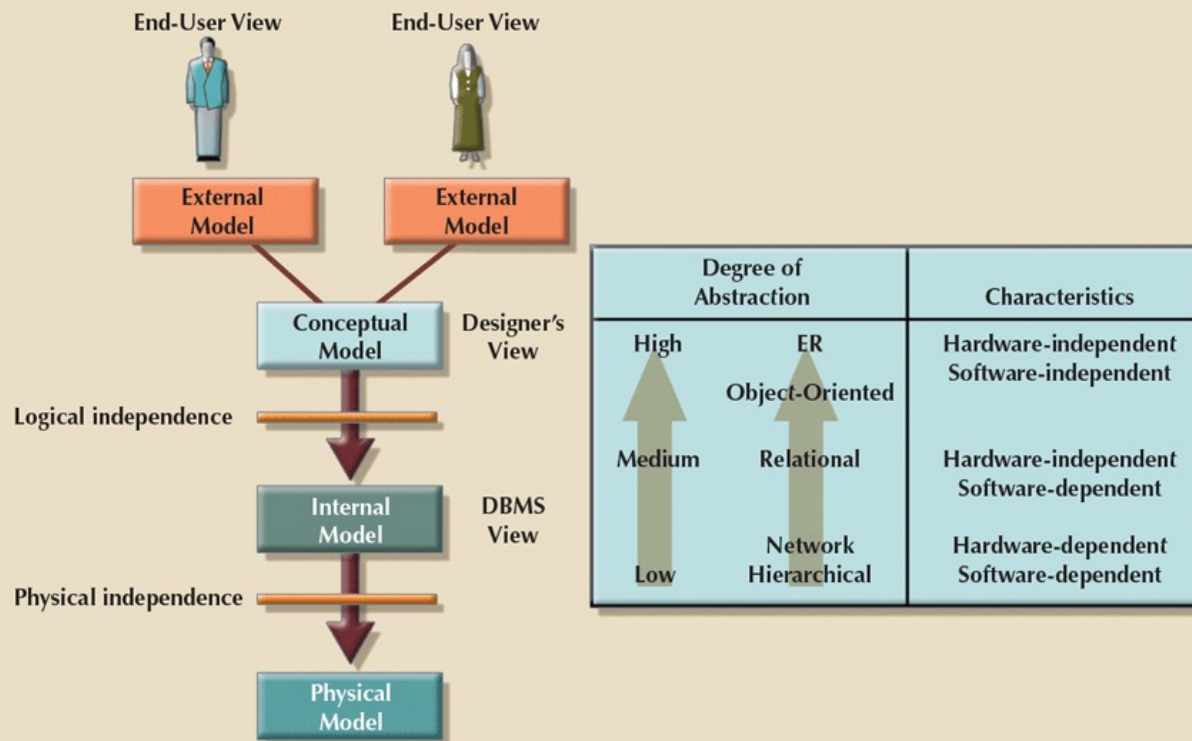 End-User View
End-User View
External
Model
External
Model
Conceptual
Model
Designer's
View
Logical independence
Internal
Model
DBMS
View
Physical independence
Physical
Model
Degree of
Abstraction
Characteristics
High
ER
Hardware-independent
Software-independent
Object-Oriented
Medium
Relational
Hardware-independent
Software-dependent
Low
Network
Hierarchical
Hardware-dependent
Software-dependent